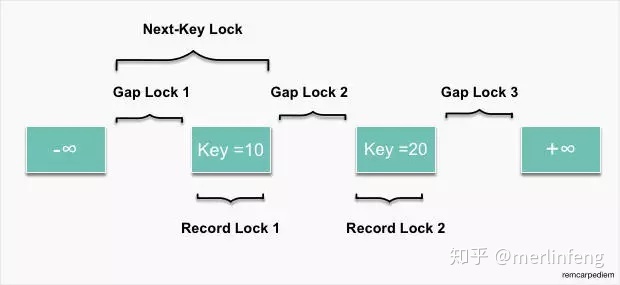 Next-Key Lock
Gap Lock 1
Gap Lock 2
Gap Lock 3
-∞
Key =10
Key =20
+∞
Record Lock 1
Record Lock 2
知乎 @merlinfeng
remcarpediem